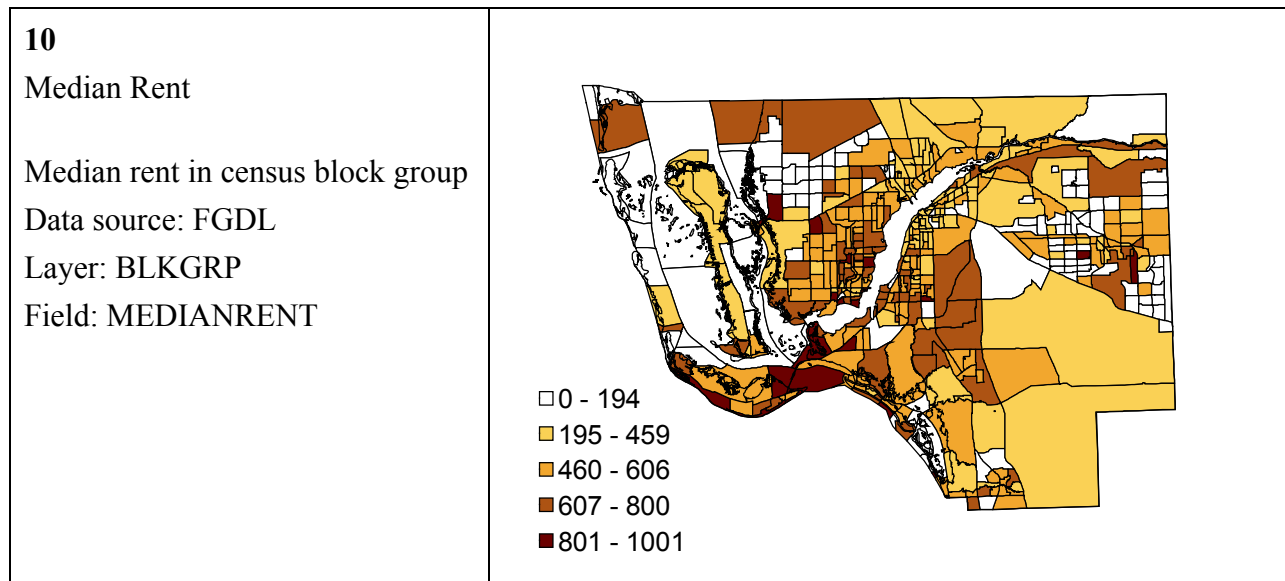 10
Median Rent
Median rent in census block group
Data source: FGDL
Layer: BLKGRP
Field: MEDIANRENT
0 - 194
195 - 459
460 - 606
607 - 800
801 - 1001